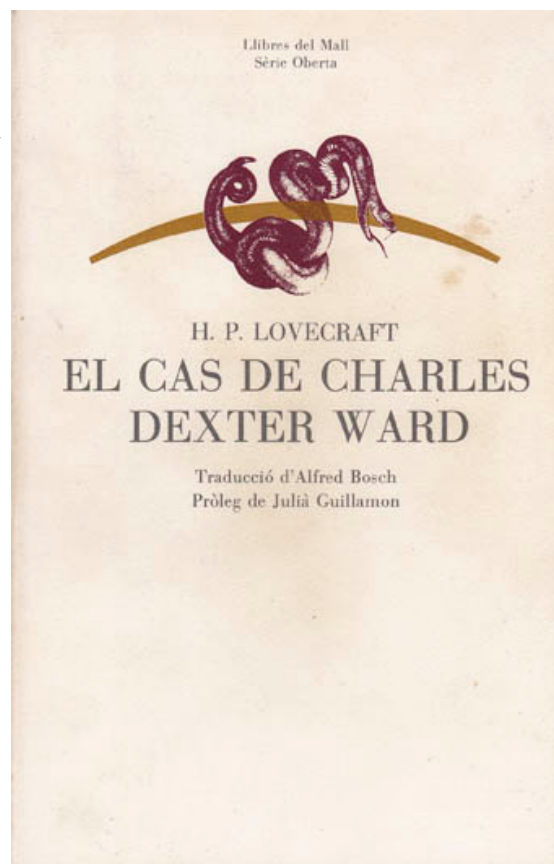 Llibres del Mall
Sèrie Oberta
H. P. LOVECRAFT
EL CAS DE CHARLES
DEXTER WARD
Traducció d'Alfred Bosch
Pròleg de Julià Guillamon